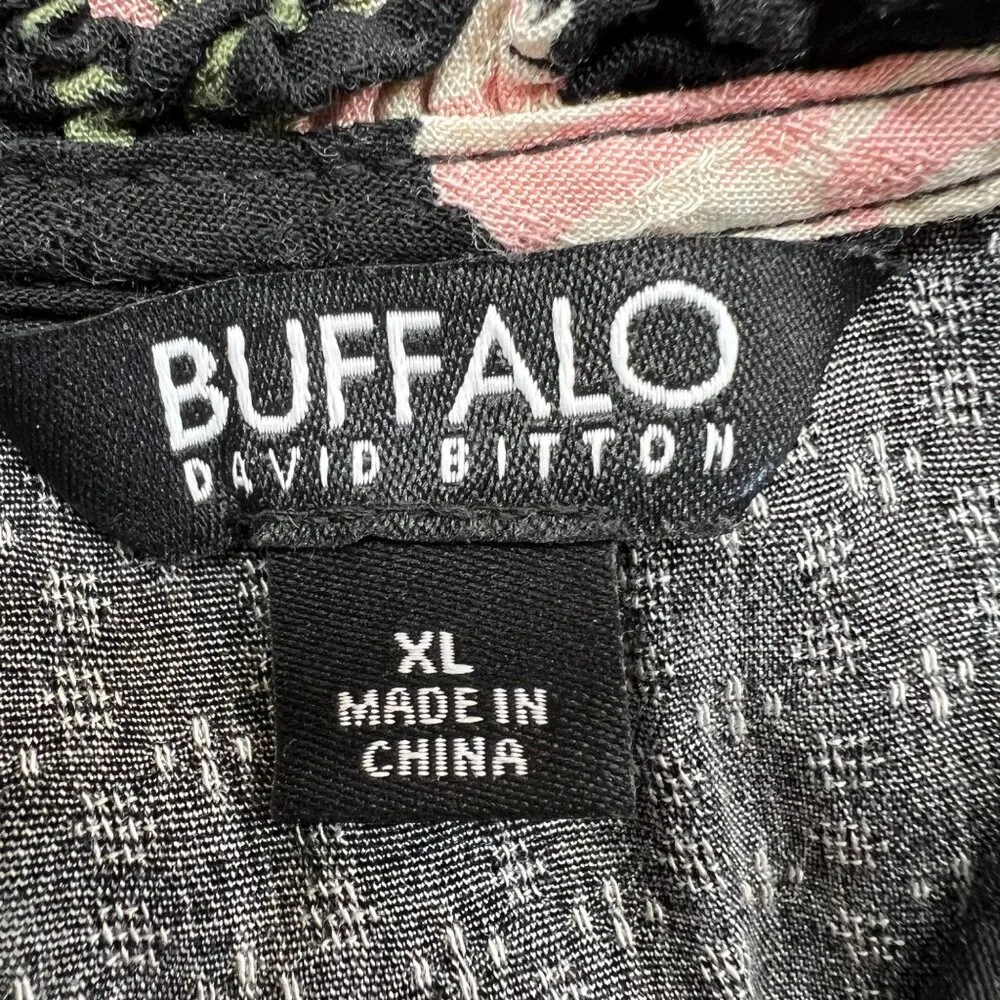 BUFFALO
DAVID BITTON
XL
MADE IN
CHINA